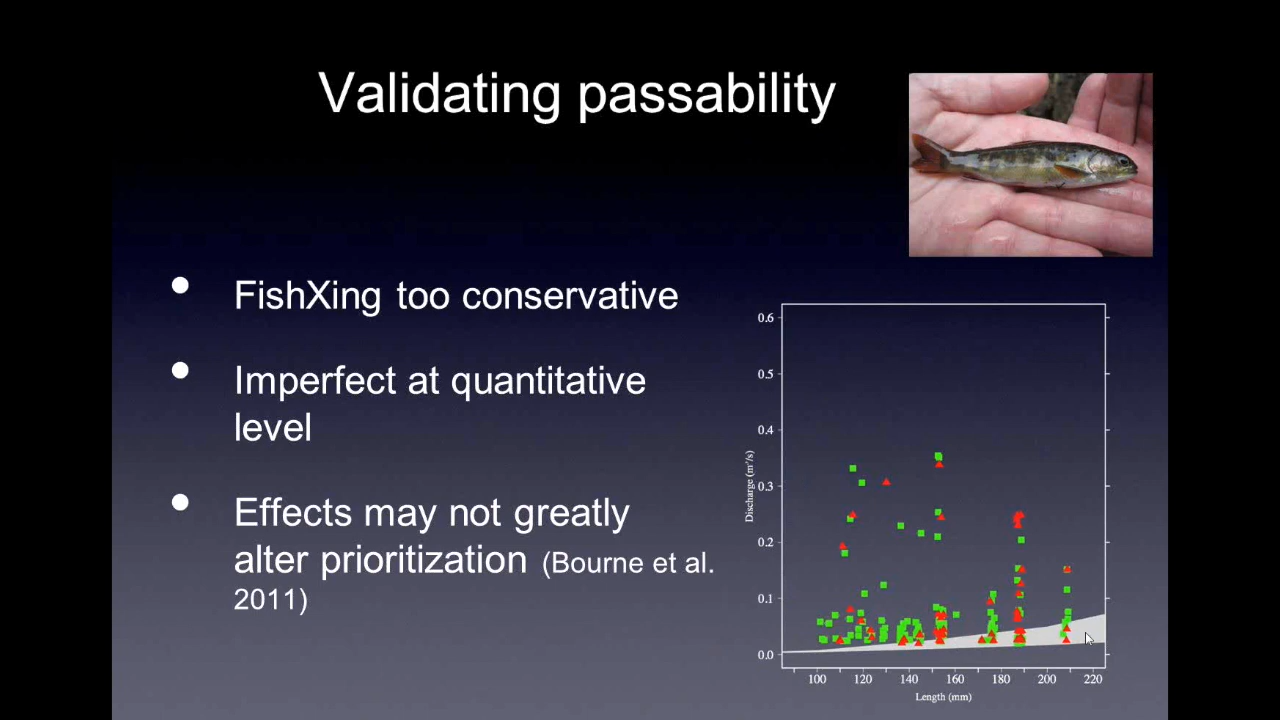 Validating passability
FishXing too conservative
Imperfect at quantitative
level
Effects may not greatly
alter prioritization (Bourne et al.
2011)
0.6
0.5
0.4
0.3
0.2
0.1
0.0
Discharge (m³/s)
100 120 140 160 180 200 220
Length (mm)